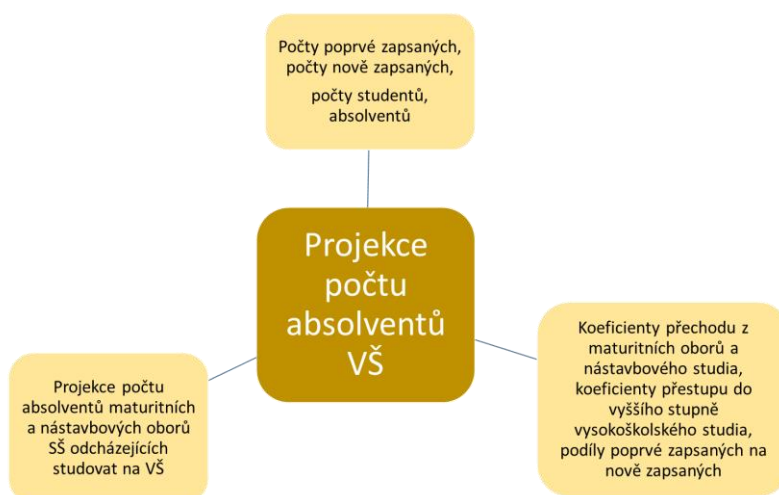 Počty poprvé zapsaných,
počty nově zapsaných,
počty studentů,
absolventů
Projekce
počtu
absolventů
VŠ
Projekce počtu
absolventů maturitních
a nástavbových oborů
SŠ odcházejících
studovat na VŠ
Koeficienty přechodu z
maturitních oborů a
nástavbového studia,
koeficienty přestupu do
vyššího stupně
vysokoškolského studia,
podíly poprvé zapsaných na
nově zapsaných